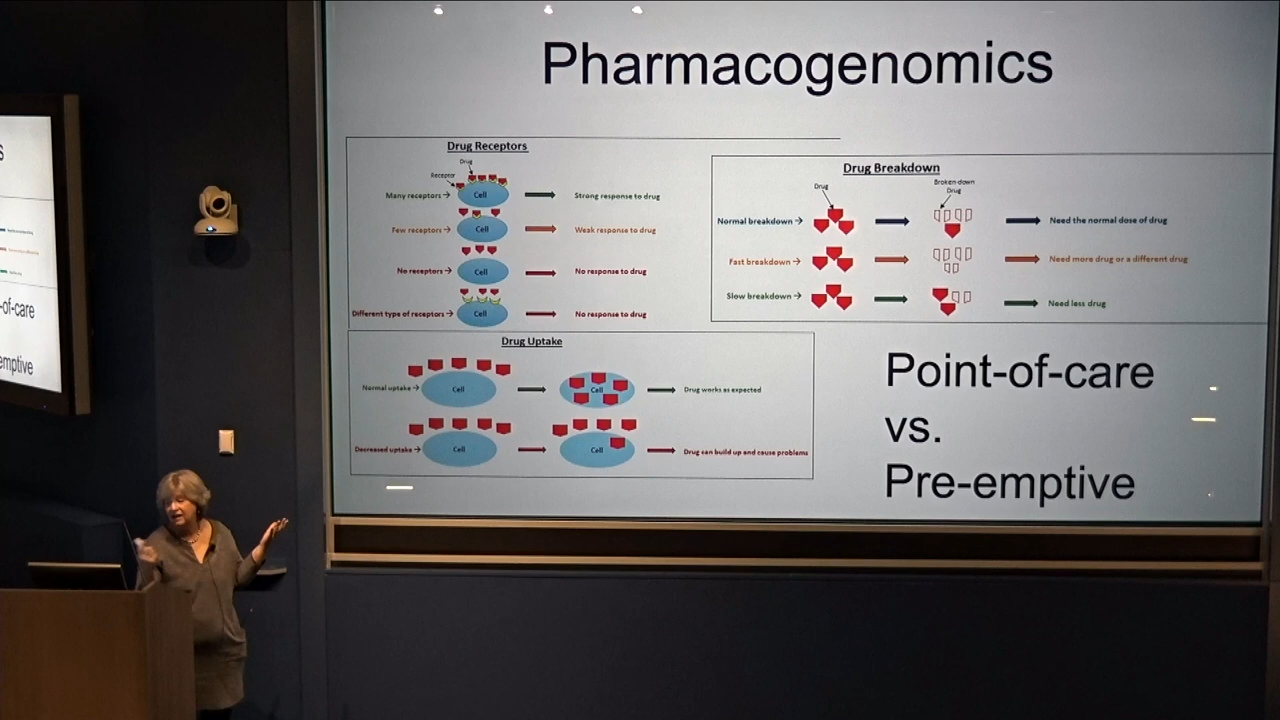 Pharmacogenomics
Drug Receptors
Drug
Receptor
Many receptors
Cell
Strong response to drug
Few receptors
Cell
Weak response to drug
No receptors
Cell
No response to drug
Different type of receptors
Cell
No response to drug
Drug Breakdown
Drug
Broken-down
Drug
Normal breakdown
Need the normal dose of drug
Fast breakdown
Need more drug or a different drug
Slow breakdown
Need less drug
Drug Uptake
Normal uptake
Cell
Cell
Drug works as expected
Decreased uptake
Cell
Cell
Drug can build up and cause problems
Point-of-care
vs.
Pre-emptive
s
-of-care
emptive